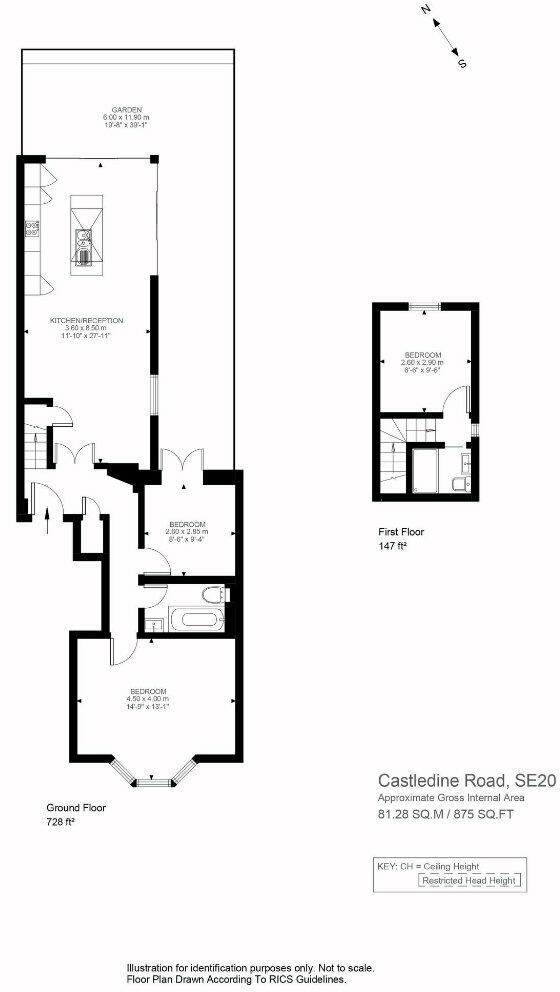 N
S
GARDEN
6.00 x 11.90 m
19'-8" x 39'-1"
KITCHEN/RECEPTION
3.60 x 8.50 m
11'-10" x 27'-11"
BEDROOM
2.60 x 2.90 m
8'-6" x 9'-6"
First Floor
147 ft²
BEDROOM
2.60 x 2.85 m
8'-6" x 9'-4"
BEDROOM
4.50 x 4.00 m
14'-9" x 13'-1"
Ground Floor
728 ft²
Castledine Road, SE20
Approximate Gross Internal Area
81.28 SQ.M / 875 SQ.FT
KEY: CH = Ceiling Height
Restricted Head Height
Illustration for identification purposes only. Not to scale.
Floor Plan Drawn According To RICS Guidelines.